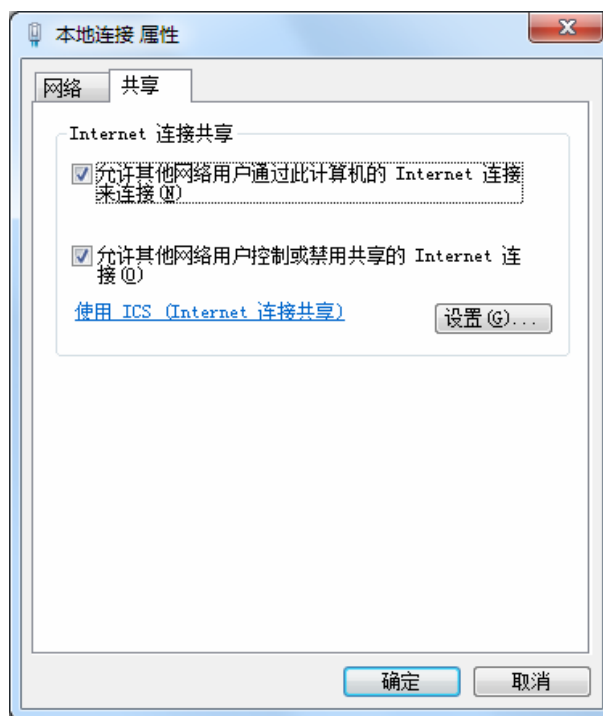 本地连接 属性
网络 共享
Internet 连接共享
允许其他网络用户通过此计算机的 Internet 连接
来连接(N)
允许其他网络用户控制或禁用共享的 Internet 连
接(O)
使用 ICS (Internet 连接共享)
设置(G)...
确定 取消